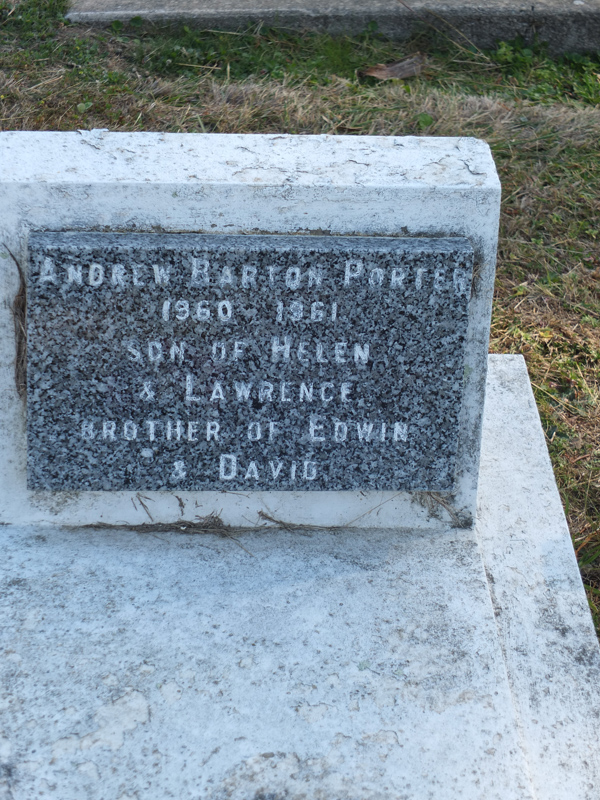 ANDREW BARTON PORTER
1960 - 1961
SON OF HELEN
& LAWRENCE
BROTHER OF EDWIN
& DAVID